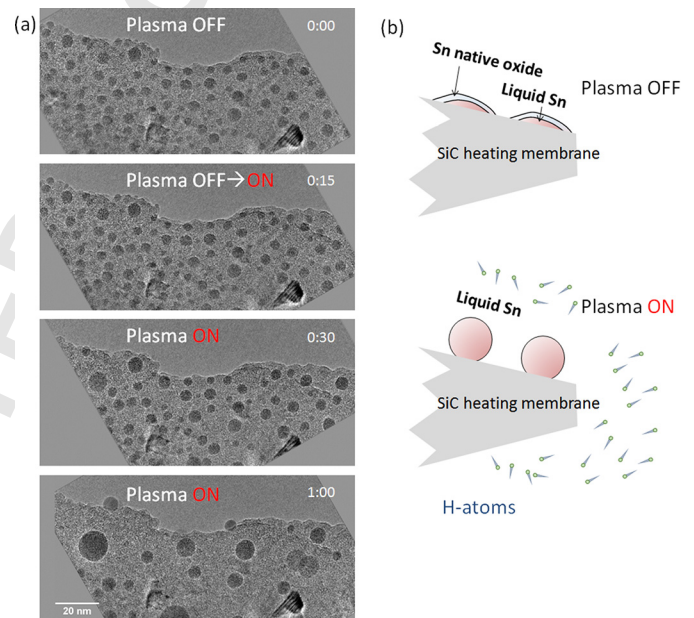 (a)
Plasma OFF
0:00
Plasma OFF→ON
0:15
Plasma ON
0:30
Plasma ON
1:00
20 nm
(b)
Sn native oxide
Liquid Sn
Plasma OFF
SiC heating membrane
Liquid Sn
Plasma ON
SiC heating membrane
H-atoms